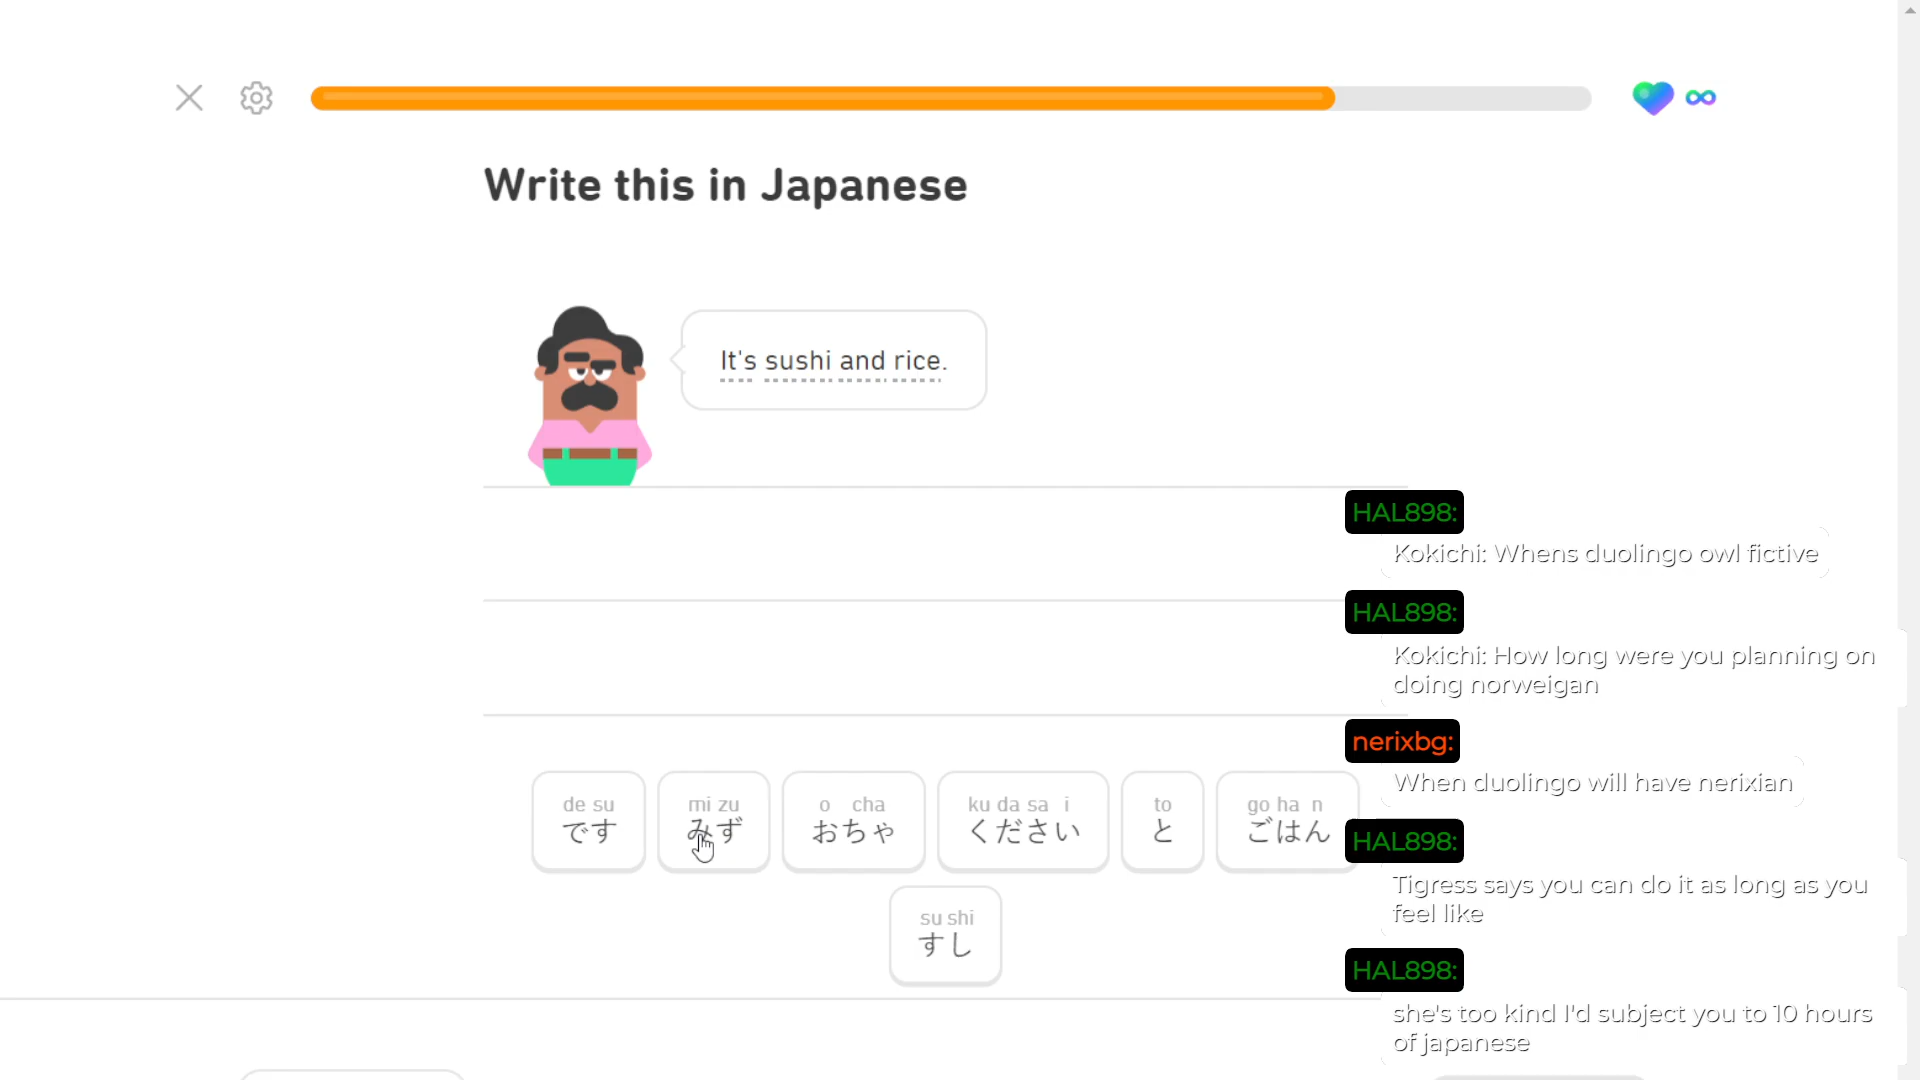 Write this in Japanese
It's sushi and rice.
HAL898:
Kokichi: Whens duolingo owl fictive
HAL898:
Kokichi: How long were you planning on
doing norweigan
nerixbg:
When duolingo will have nerixian
de su mi zu o cha ku da sa i to go ha n
です みず おちゃ ください と ごはん
HAL898:
Tigress says you can do it as long as you
feel like
su shi
すし
HAL898:
she's too kind I'd subject you to 10 hours
of japanese